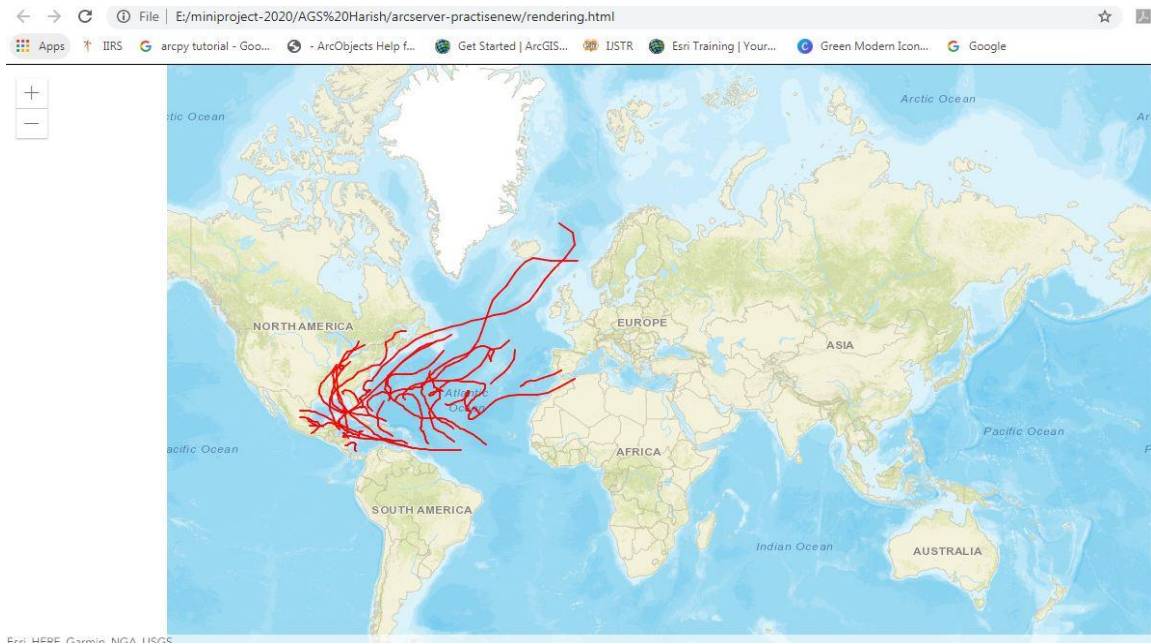 File | E:/miniproject-2020/AGS%20Harish/arcserver-practisenew/rendering.html
Apps IIRS arcpy tutorial - Goo... - ArcObjects Help f... Get Started | ArcGIS... IJSTR Esri Training | Your... Green Modern Icon... Google
+
−
Arctic Ocean
tic Ocean
Ar
NORTH AMERICA
EUROPE
ASIA
Atlantic
Ocean
Pacific Ocean
acific Ocean
AFRICA
P
SOUTH AMERICA
Indian Ocean
AUSTRALIA
Esri, HERE, Garmin, NGA, USGS